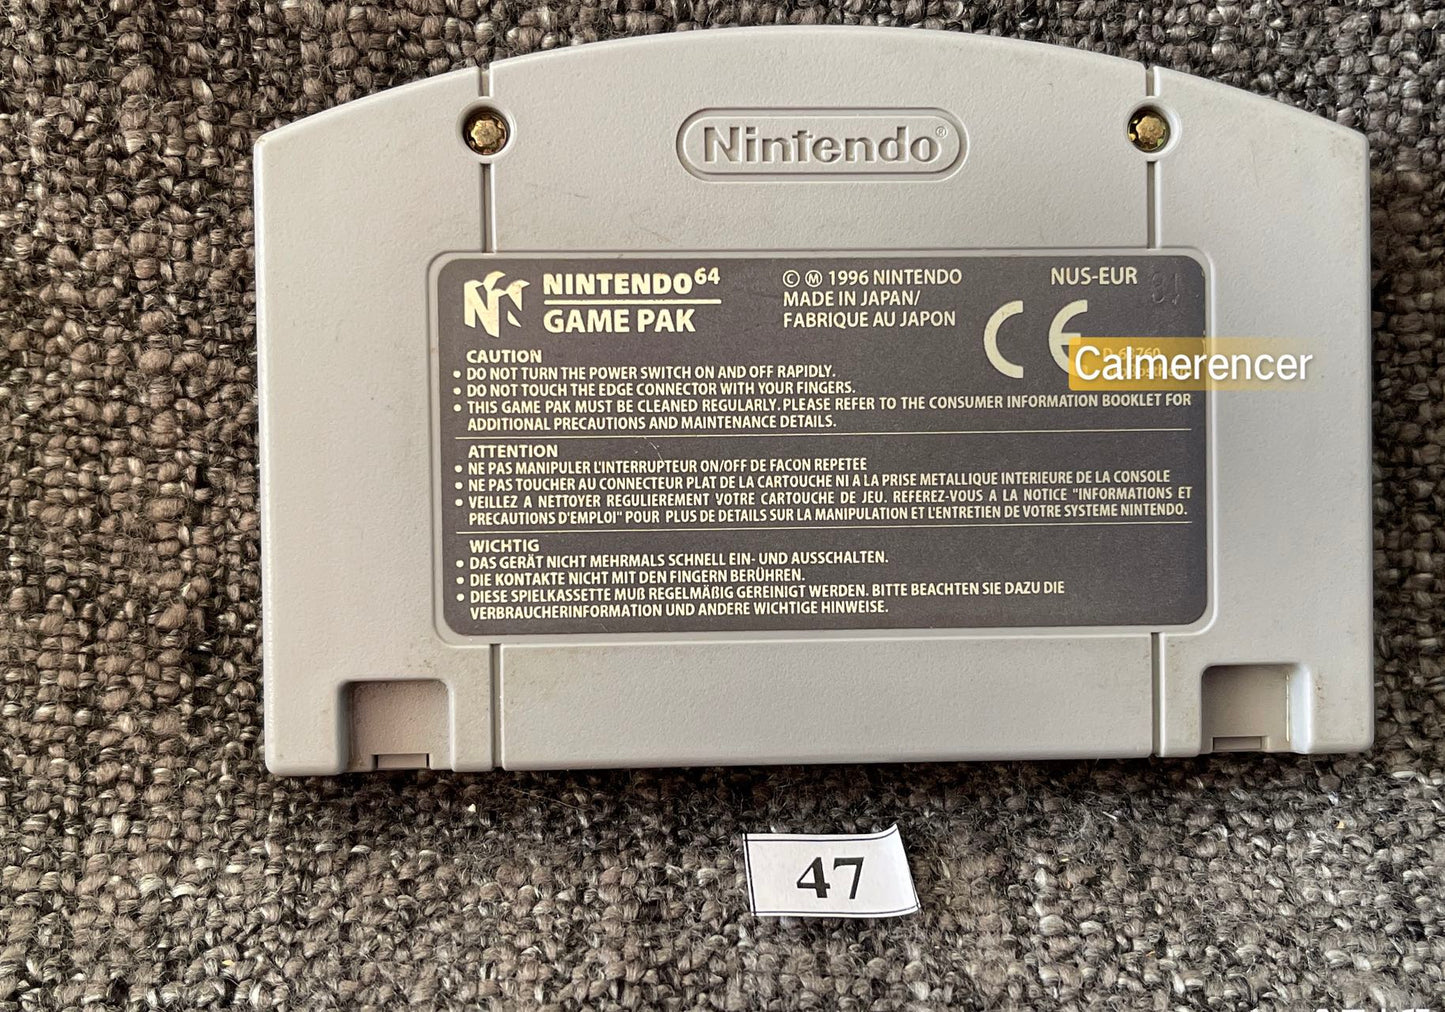 Nintendo®
NINTENDO64
GAME PAK
© Ⓜ 1996 NINTENDO
MADE IN JAPAN/
FABRIQUE AU JAPON
NUS-EUR
CE
Calmerencer
CAUTION
• DO NOT TURN THE POWER SWITCH ON AND OFF RAPIDLY.
• DO NOT TOUCH THE EDGE CONNECTOR WITH YOUR FINGERS.
• THIS GAME PAK MUST BE CLEANED REGULARLY. PLEASE REFER TO THE CONSUMER INFORMATION BOOKLET FOR
ADDITIONAL PRECAUTIONS AND MAINTENANCE DETAILS.
ATTENTION
• NE PAS MANIPULER L'INTERRUPTEUR ON/OFF DE FACON REPETEE
• NE PAS TOUCHER AU CONNECTEUR PLAT DE LA CARTOUCHE NI A LA PRISE METALLIQUE INTERIEURE DE LA CONSOLE
• VEILLEZ A NETTOYER REGULIEREMENT VOTRE CARTOUCHE DE JEU. REFEREZ-VOUS A LA NOTICE "INFORMATIONS ET
PRECAUTIONS D'EMPLOI" POUR PLUS DE DETAILS SUR LA MANIPULATION ET L'ENTRETIEN DE VOTRE SYSTEME NINTENDO.
WICHTIG
• DAS GERÄT NICHT MEHRMALS SCHNELL EIN- UND AUSSCHALTEN.
• DIE KONTAKTE NICHT MIT DEN FINGERN BERÜHREN.
• DIESE SPIELKASSETTE MUß REGELMÄßIG GEREINIGT WERDEN. BITTE BEACHTEN SIE DAZU DIE
VERBRAUCHERINFORMATION UND ANDERE WICHTIGE HINWEISE.
47